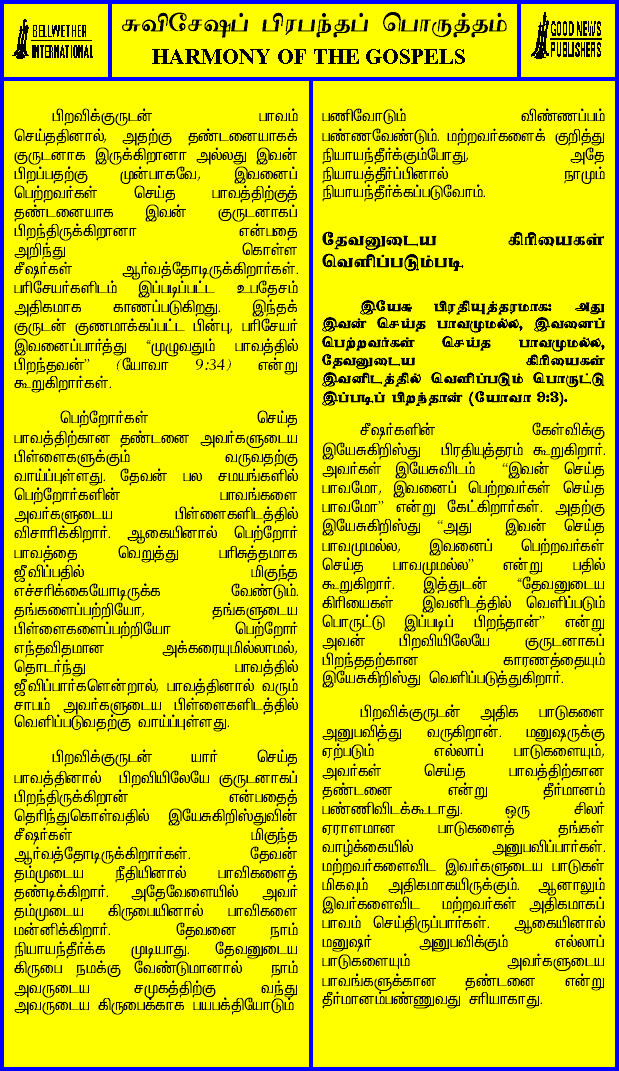 BELLWETHER
INTERNATIONAL
சுவிசேஷப் பிரபந்தப் பொருத்தம்
HARMONY OF THE GOSPELS
GOOD NEWS
PUBLISHERS
பிறவிக்குருடன் பாவம்
செய்ததினால், அதற்கு தண்டனையாகக்
குருடனாக இருக்கிறானா அல்லது இவன்
பிறப்பதற்கு முன்பாகவே, இவனைப்
பெற்றவர்கள் செய்த பாவத்திற்குத்
தண்டனையாக இவன் குருடனாகப்
பிறந்திருக்கிறானா என்பதை
அறிந்து கொள்ள
சீஷர்கள் ஆர்வத்தோடிருக்கிறார்கள்.
பரிசேயர்களிடம் இப்படிப்பட்ட உபதேசம்
அதிகமாக காணப்படுகிறது. இந்தக்
குருடன் குணமாக்கப்பட்ட பின்பு, பரிசேயர்
இவனைப்பார்த்து “முழுவதும் பாவத்தில்
பிறந்தவன்” (யோவா 9:34) என்று
கூறுகிறார்கள்.
பெற்றோர்கள் செய்த
பாவத்திற்கான தண்டனை அவர்களுடைய
பிள்ளைகளுக்கும் வருவதற்கு
வாய்ப்புள்ளது. தேவன் பல சமயங்களில்
பெற்றோர்களின் பாவங்களை
அவர்களுடைய பிள்ளைகளிடத்தில்
விசாரிக்கிறார். ஆகையினால் பெற்றோர்
பாவத்தை வெறுத்து பரிசுத்தமாக
ஜீவிப்பதில் மிகுந்த
எச்சரிக்கையோடிருக்க வேண்டும்.
தங்களைப்பற்றியோ, தங்களுடைய
பிள்ளைகளைப்பற்றியோ பெற்றோர்
எந்தவிதமான அக்கரையுமில்லாமல்,
தொடர்ந்து பாவத்தில்
ஜீவிப்பார்களென்றால், பாவத்தினால் வரும்
சாபம் அவர்களுடைய பிள்ளைகளிடத்தில்
வெளிப்படுவதற்கு வாய்ப்புள்ளது.
பிறவிக்குருடன் யார் செய்த
பாவத்தினால் பிறவியிலேயே குருடனாகப்
பிறந்திருக்கிறான் என்பதைத்
தெரிந்துகொள்வதில் இயேசுகிறிஸ்துவின்
சீஷர்கள் மிகுந்த
ஆர்வத்தோடிருக்கிறார்கள். தேவன்
தம்முடைய நீதியினால் பாவிகளைத்
தண்டிக்கிறார். அதேவேளையில் அவர்
தம்முடைய கிருபையினால் பாவிகளை
மன்னிக்கிறார். தேவனை நாம்
நியாயந்தீர்க்க முடியாது. தேவனுடைய
கிருபை நமக்கு வேண்டுமானால் நாம்
அவருடைய சமுகத்திற்கு வந்து
அவருடைய கிருபைக்காக பயபக்தியோடும்
பணிவோடும் விண்ணப்பம்
பண்ணவேண்டும். மற்றவர்களைக் குறித்து
நியாயந்தீர்க்கும்போது, அதே
நியாயத்தீர்ப்பினால் நாமும்
நியாயந்தீர்க்கப்படுவோம்.
தேவனுடைய கிரியைகள்
வெளிப்படும்படி.
இயேசு பிரதியுத்தரமாக: அது
இவன் செய்த பாவமுமல்ல, இவனைப்
பெற்றவர்கள் செய்த பாவமுமல்ல,
தேவனுடைய கிரியைகள்
இவனிடத்தில் வெளிப்படும் பொருட்டு
இப்படிப் பிறந்தான் (யோவா 9:3).
சீஷர்களின் கேள்விக்கு
இயேசுகிறிஸ்து பிரதியுத்தரம் கூறுகிறார்.
அவர்கள் இயேசுவிடம் “இவன் செய்த
பாவமோ, இவனைப் பெற்றவர்கள் செய்த
பாவமோ” என்று கேட்கிறார்கள். அதற்கு
இயேசுகிறிஸ்து “அது இவன் செய்த
பாவமுமல்ல, இவனைப் பெற்றவர்கள்
செய்த பாவமுமல்ல” என்று பதில்
கூறுகிறார். இத்துடன் “தேவனுடைய
கிரியைகள் இவனிடத்தில் வெளிப்படும்
பொருட்டு இப்படிப் பிறந்தான்” என்று
அவன் பிறவியிலேயே குருடனாகப்
பிறந்ததற்கான காரணத்தையும்
இயேசுகிறிஸ்து வெளிப்படுத்துகிறார்.
பிறவிக்குருடன் அதிக பாடுகளை
அனுபவித்து வருகிறான். மனுஷருக்கு
ஏற்படும் எல்லாப் பாடுகளையும்,
அவர்கள் செய்த பாவத்திற்கான
தண்டனை என்று தீர்மானம்
பண்ணிவிடக்கூடாது. ஒரு சிலர்
ஏராளமான பாடுகளைத் தங்கள்
வாழ்க்கையில் அனுபவிப்பார்கள்.
மற்றவர்களைவிட இவர்களுடைய பாடுகள்
மிகவும் அதிகமாகயிருக்கும். ஆனாலும்
இவர்களைவிட மற்றவர்கள் அதிகமாகப்
பாவம் செய்திருப்பார்கள். ஆகையினால்
மனுஷர் அனுபவிக்கும் எல்லாப்
பாடுகளையும் அவர்களுடைய
பாவங்களுக்கான தண்டனை என்று
தீர்மானம்பண்ணுவது சரியாகாது.